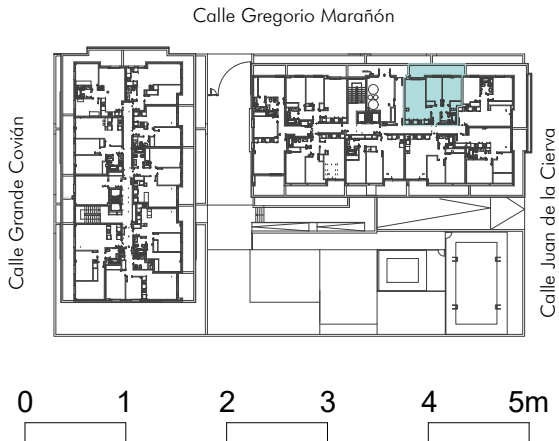 Calle Gregorio Marañón
Calle Grande Covián
Calle Juan de la Cierva
0 1 2 3 4 5m